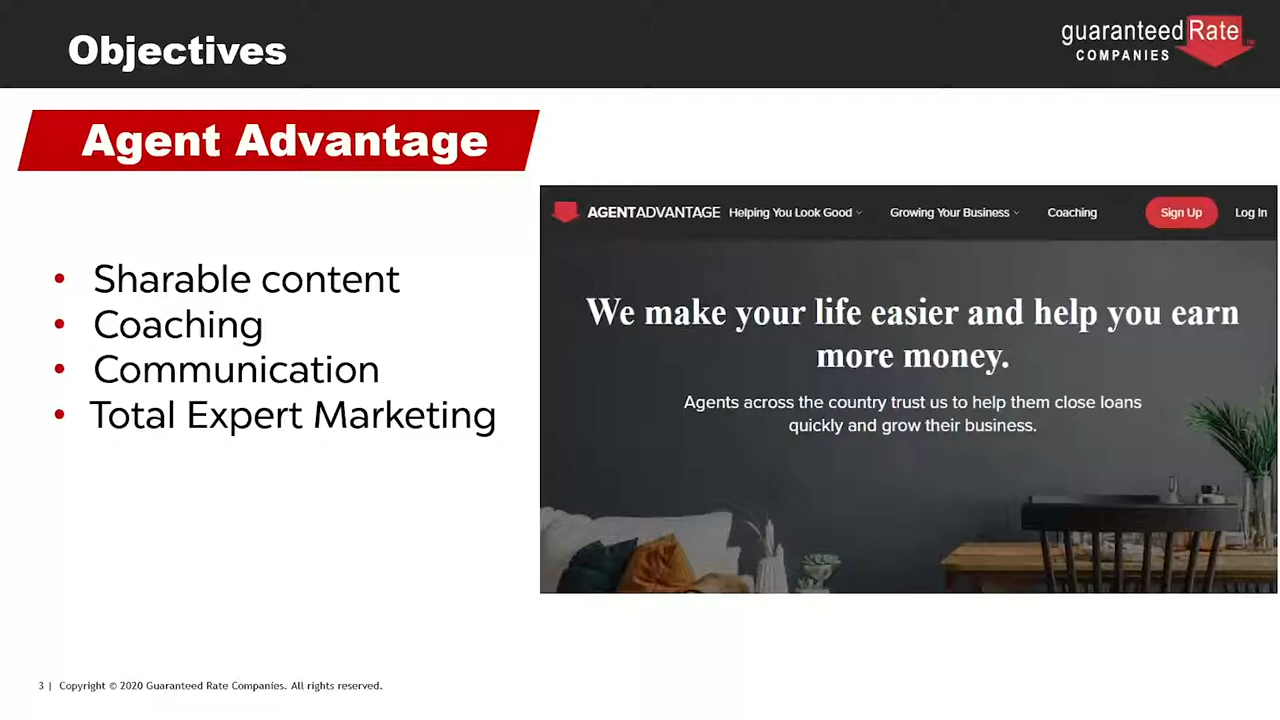 Objectives
guaranteed Rate
COMPANIES
Agent Advantage
• Sharable content
• Coaching
• Communication
• Total Expert Marketing
AGENTADVANTAGE Helping You Look Good Growing Your Business Coaching Sign Up Log In
We make your life easier and help you earn
more money.
Agents across the country trust us to help them close loans
quickly and grow their business.
3 | Copyright © 2020 Guaranteed Rate Companies. All rights reserved.